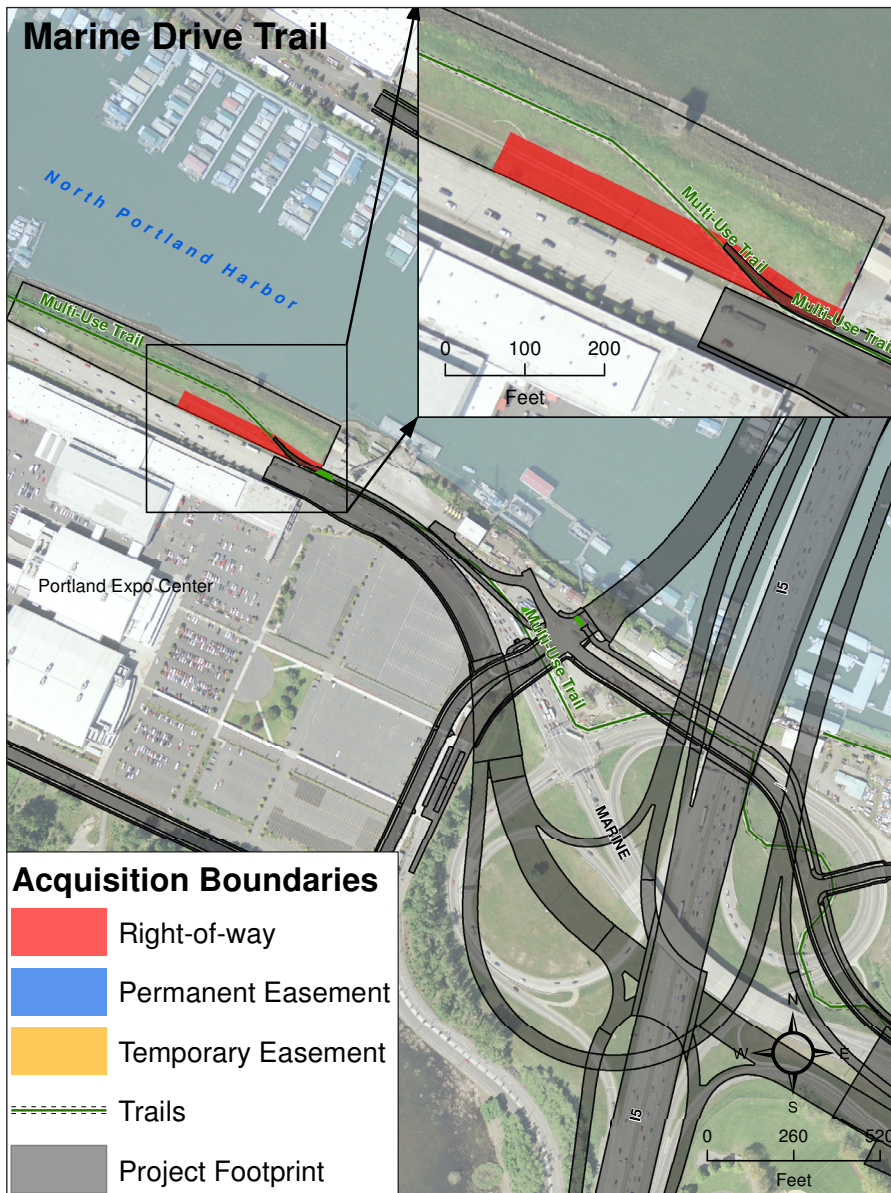 Marine Drive Trail
North Portland Harbor
Multi-Use Trail
Multi-Use Trail
Multi-Use Trail
0 100 200
Feet
Portland Expo Center
Multi-Use Trail
I5
MARINE
I5
Acquisition Boundaries
Right-of-way
Permanent Easement
Temporary Easement
Trails
Project Footprint
N
W E
S
0 260 520
Feet